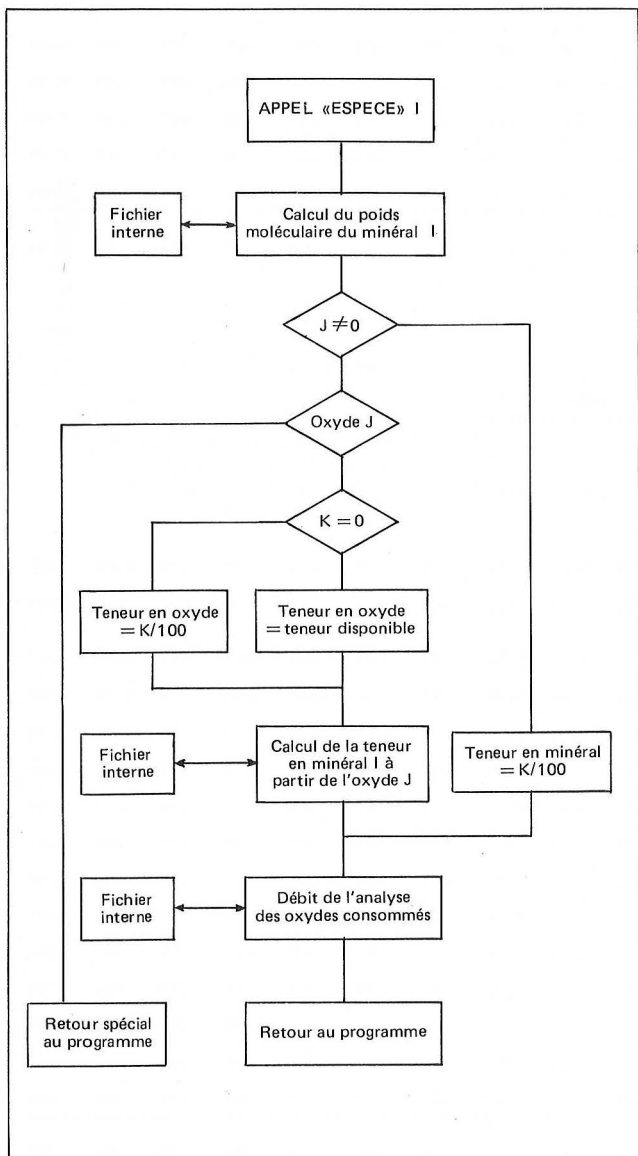 APPEL «ESPECE» I
Fichier
interne
Calcul du poids
moléculaire du minéral I
J ≠ 0
Oxyde J
K = 0
Teneur en oxyde
= K/100
Teneur en oxyde
= teneur disponible
Fichier
interne
Calcul de la teneur
en minéral I à
partir de l'oxyde J
Teneur en minéral
= K/100
Fichier
interne
Débit de l'analyse
des oxydes consommés
Retour spécial
au programme
Retour au programme